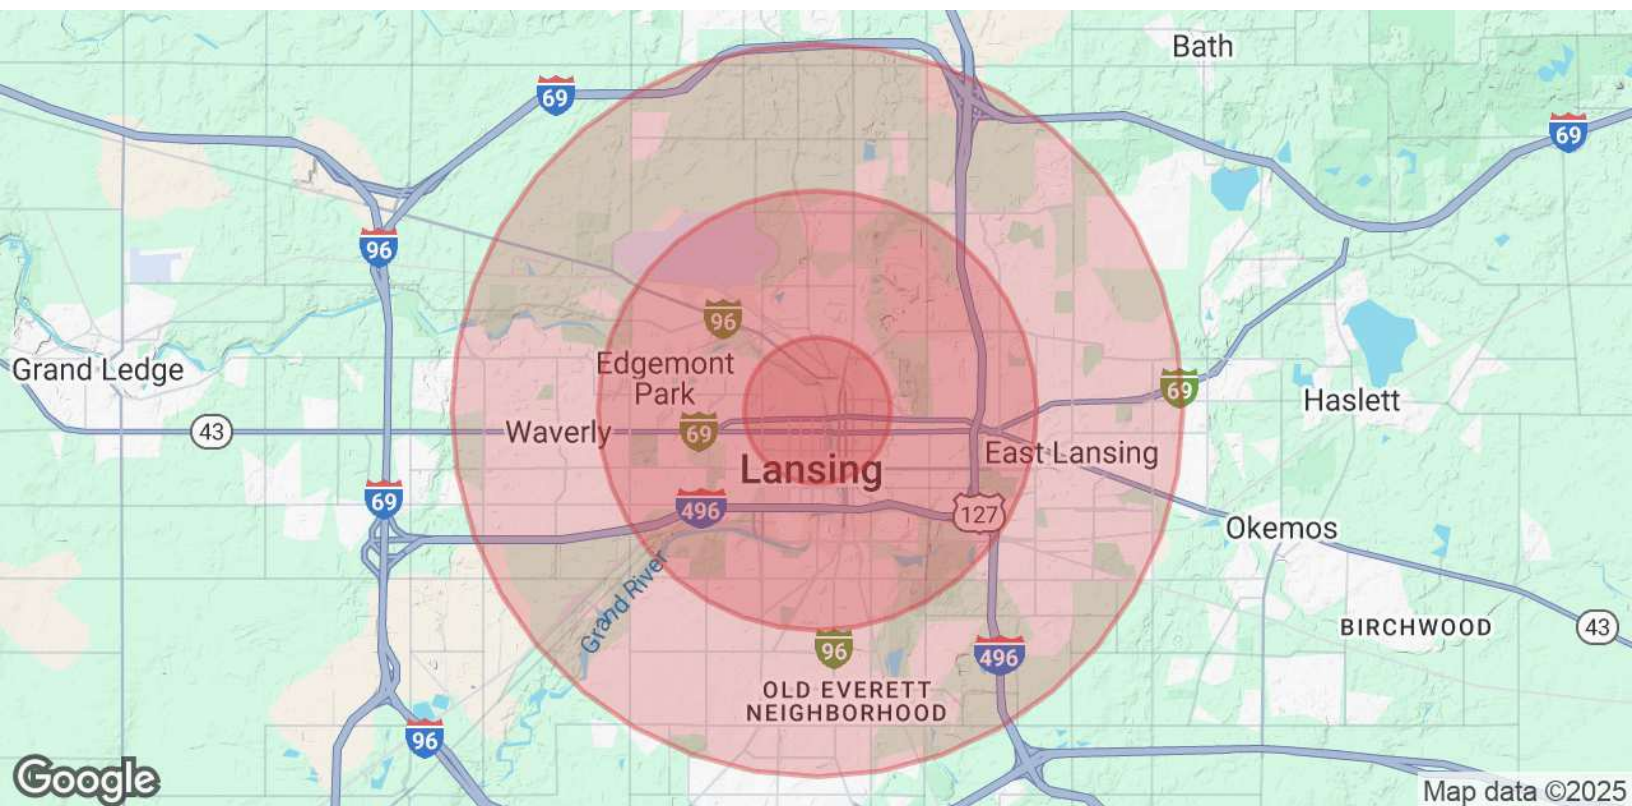 Bath
69
69
96
96
Edgemont
Park
Grand Ledge
69
Haslett
43
Waverly
69
East Lansing
Lansing
69
496
127
Okemos
Grand River
BIRCHWOOD
43
96
496
OLD EVERETT
NEIGHBORHOOD
96
Google
Map data ©2025